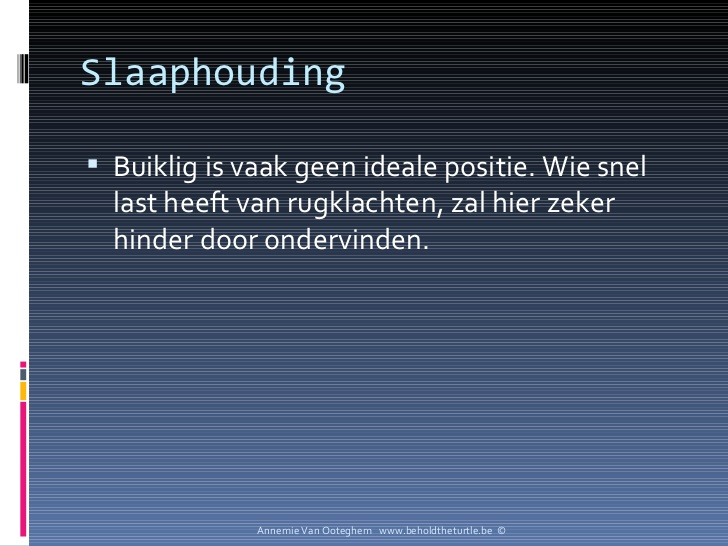 Slaaphouding
▪ Buiklig is vaak geen ideale positie. Wie snel
last heeft van rugklachten, zal hier zeker
hinder door ondervinden.
Annemie Van Ooteghem www.beholdtheturtle.be ©